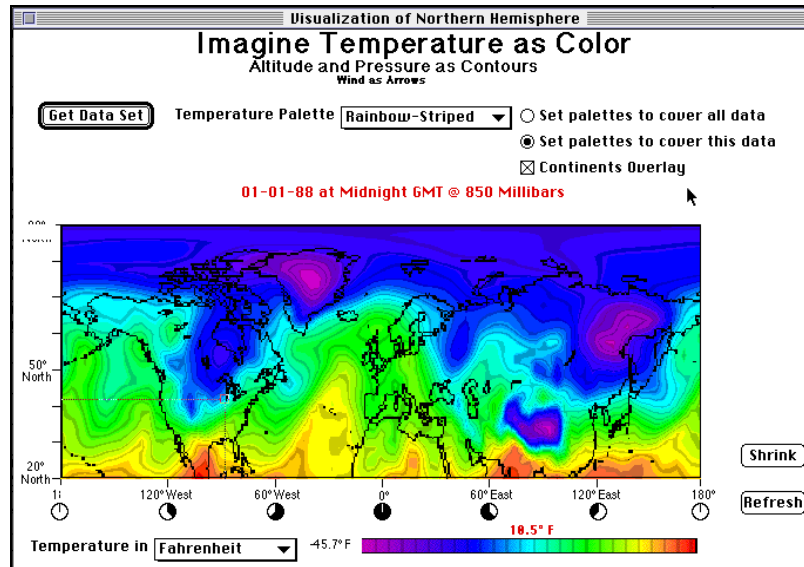 Visualization of Northern Hemisphere
Imagine Temperature as Color
Altitude and Pressure as Contours
Wind as Arrows
Get Data Set
Temperature Palette
Rainbow-Striped
Set palettes to cover all data
Set palettes to cover this data
Continents Overlay
01-01-88 at Midnight GMT @ 850 Millibars
50°
North
20°
North
120°West
60°West
0°
60°East
120°East
180°
Shrink
Refresh
Temperature in
Fahrenheit
-45.7°F
10.5° F